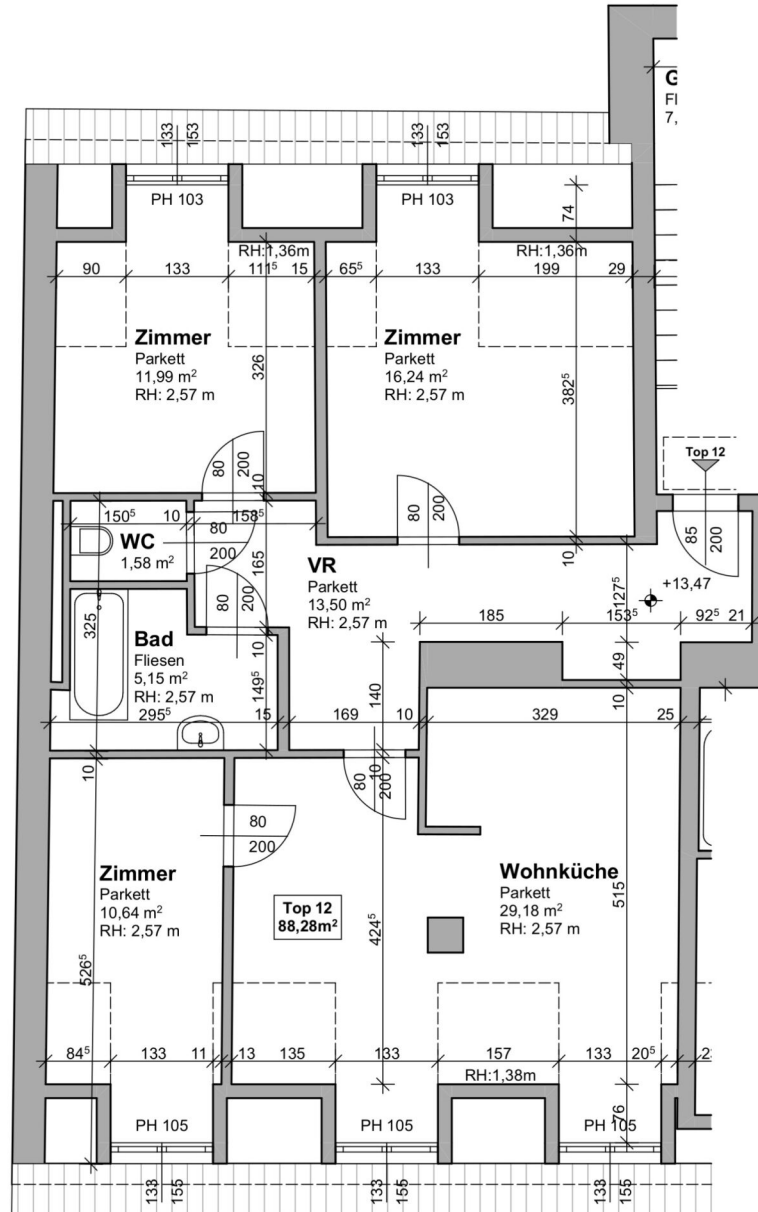 133
153
133
153
G
Fl
7,
PH 103
PH 103
74
RH:1,36m
RH:1,36m
90
133
111⁵
15
65⁵
133
199
29
Zimmer
Parkett
11,99 m²
RH: 2,57 m
326
Zimmer
Parkett
16,24 m²
RH: 2,57 m
382⁵
80
200
10
80
200
Top 12
85
200
150⁵
10
158⁵
80
200
WC
1,58 m²
165
VR
Parkett
13,50 m²
RH: 2,57 m
10
127⁵
+13,47
325
80
200
185
153⁵
92⁵
21
Bad
Fliesen
5,15 m²
RH: 2,57 m
10
149⁵
140
49
10
295⁵
15
169
10
329
25
10
10
80
200
Zimmer
Parkett
10,64 m²
RH: 2,57 m
80
200
Top 12
88,28m²
Wohnküche
Parkett
29,18 m²
RH: 2,57 m
515
424⁵
526⁵
84⁵
133
11
13
135
133
157
133
20⁵
RH:1,38m
76
PH 105
PH 105
PH 105
133
155
133
155
133
155